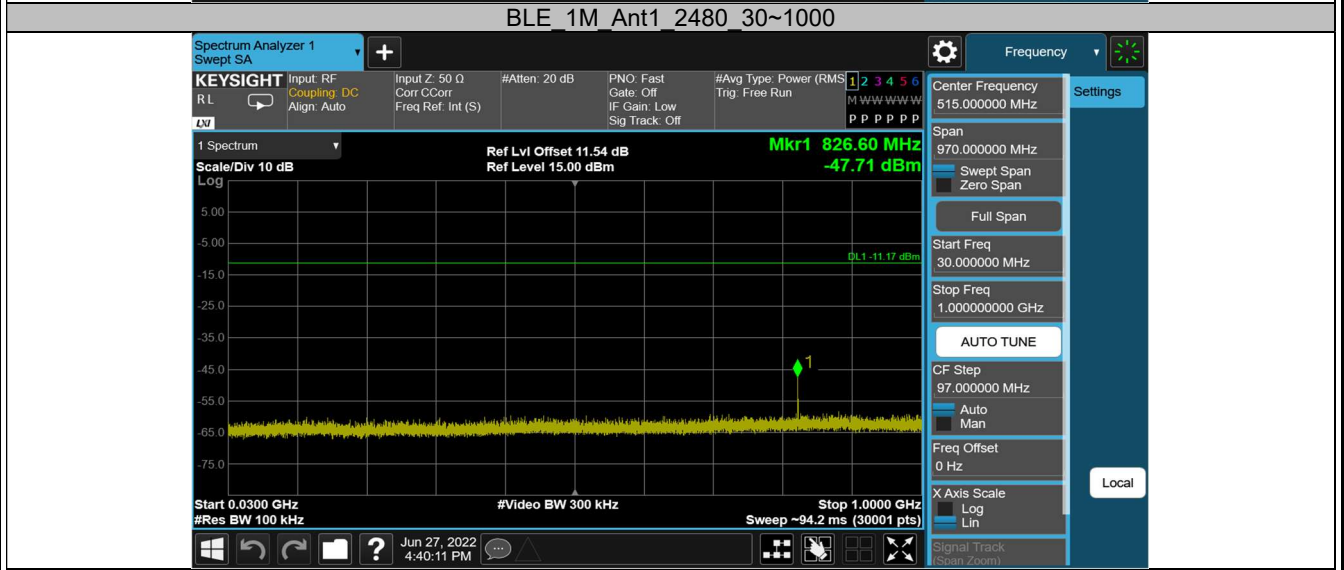 BLE_1M_Ant1_2480_30~1000
Spectrum Analyzer 1
Swept SA
+
Frequency
KEYSIGHT
RL
LXI
Input: RF
Coupling: DC
Align: Auto
Input Z: 50 Ω
Corr CCorr
Freq Ref: Int (S)
#Atten: 20 dB
PNO: Fast
Gate: Off
IF Gain: Low
Sig Track: Off
#Avg Type: Power (RMS
Trig: Free Run
1 2 3 4 5 6
M W W W W W
P P P P P P
Center Frequency
515.000000 MHz
Settings
1 Spectrum
Scale/Div 10 dB
Log
Ref Lvl Offset 11.54 dB
Ref Level 15.00 dBm
Mkr1 826.60 MHz
-47.71 dBm
5.00
-5.00
-15.0
-25.0
-35.0
-45.0
-55.0
-65.0
-75.0
DL1 -11.17 dBm
1
Start 0.0300 GHz
#Res BW 100 kHz
#Video BW 300 kHz
Stop 1.0000 GHz
Sweep ~94.2 ms (30001 pts)
Span
970.000000 MHz
Swept Span
Zero Span
Full Span
Start Freq
30.000000 MHz
Stop Freq
1.000000000 GHz
AUTO TUNE
CF Step
97.000000 MHz
Auto
Man
Freq Offset
0 Hz
X Axis Scale
Log
Lin
Signal Track
(Span Zoom)
Local
?
Jun 27, 2022
4:40:11 PM